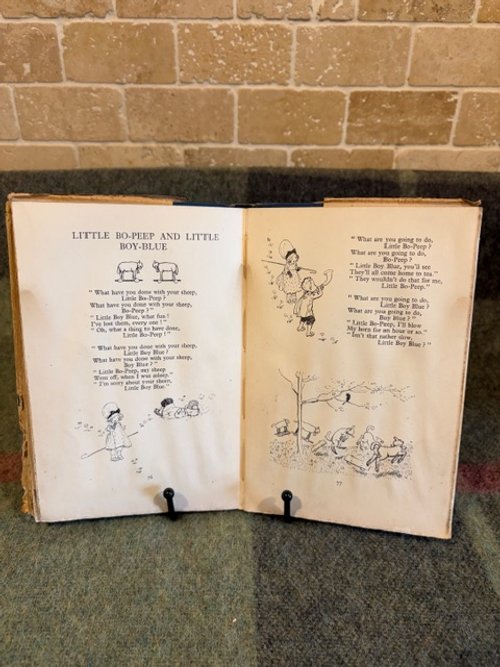 LITTLE BO-PEEP AND LITTLE
BOY-BLUE
" What have you done with your sheep,
Little Bo-Peep ?
What have you done with your sheep,
Bo-Peep ? "
" Little Boy Blue, what fun !
I've lost them, every one ! "
" Oh, what a thing to have done,
Little Bo-Peep ! "
" What have you done with your sheep,
Little Boy Blue ?
What have you done with your sheep,
Boy Blue ? "
" Little Bo-Peep, my sheep
Went off, when I was asleep."
" I'm sorry about your sheep,
Little Boy Blue."
76
" What are you going to do,
Little Bo-Peep ?
What are you going to do,
Bo-Peep ? "
" Little Boy Blue, you'll see
They'll all come home to tea."
" They wouldn't do that for me,
Little Bo-Peep."
" What are you going to do,
Little Boy Blue ?
What are you going to do,
Boy Blue ? "
" Little Bo-Peep, I'll blow
My horn for an hour or so."
" Isn't that rather slow,
Little Boy Blue ? "
77